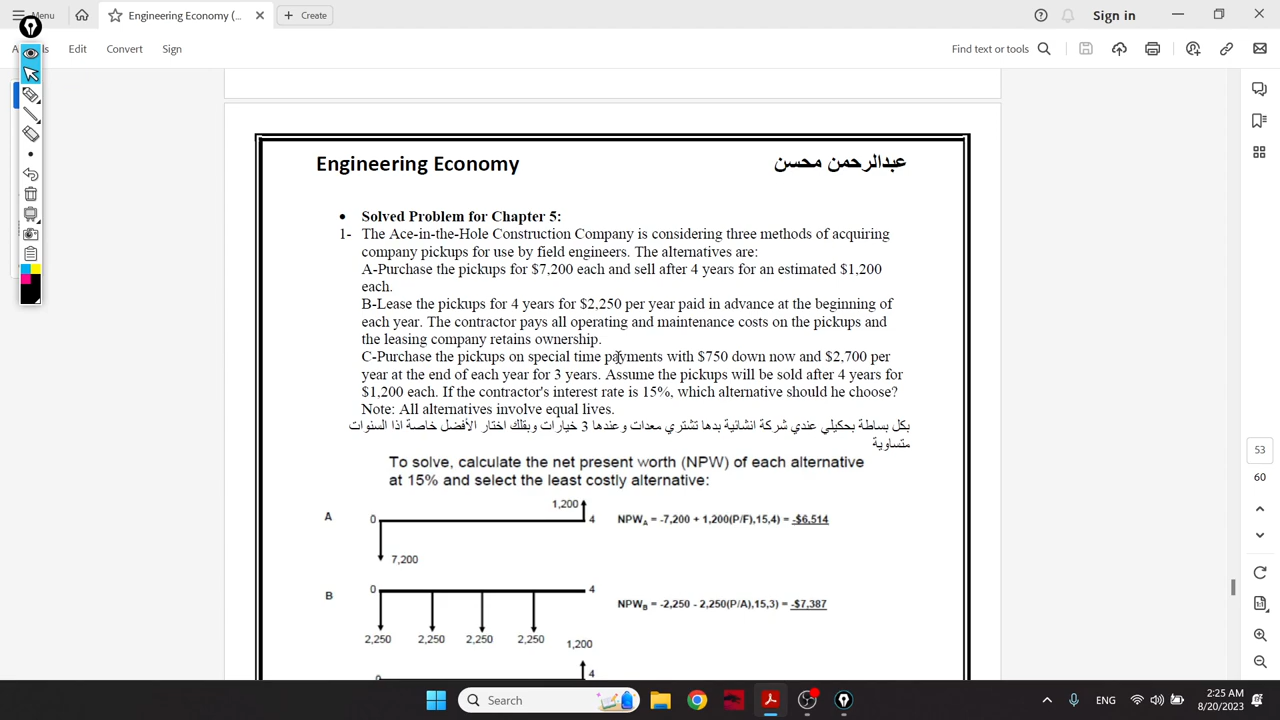 Menu
Engineering Economy (...
Create
Sign in
Edit
Convert
Sign
Find text or tools
Engineering Economy
عبدالرحمن محسن
• Solved Problem for Chapter 5:
1- The Ace-in-the-Hole Construction Company is considering three methods of acquiring
company pickups for use by field engineers. The alternatives are:
A-Purchase the pickups for $7,200 each and sell after 4 years for an estimated $1,200
each.
B-Lease the pickups for 4 years for $2,250 per year paid in advance at the beginning of
each year. The contractor pays all operating and maintenance costs on the pickups and
the leasing company retains ownership.
C-Purchase the pickups on special time payments with $750 down now and $2,700 per
year at the end of each year for 3 years. Assume the pickups will be sold after 4 years for
$1,200 each. If the contractor's interest rate is 15%, which alternative should he choose?
Note: All alternatives involve equal lives.
بكل بساطة بحكيلي عندي شركة انشائية بدها تشتري معدات وعندها 3 خيارات وبقلك اختار الأفضل خاصة اذا السنوات
متساوية
53
60
To solve, calculate the net present worth (NPW) of each alternative
at 15% and select the least costly alternative:
1,200
A
0
4
NPWA = -7,200 + 1,200(P/F),15,4) = -$6,514
7,200
B
0
4
NPWB = -2,250 - 2,250(P/A),15,3) = -$7,387
2,250
2,250
2,250
2,250
1,200
0
4
Search
ENG
2:25 AM
8/20/2023